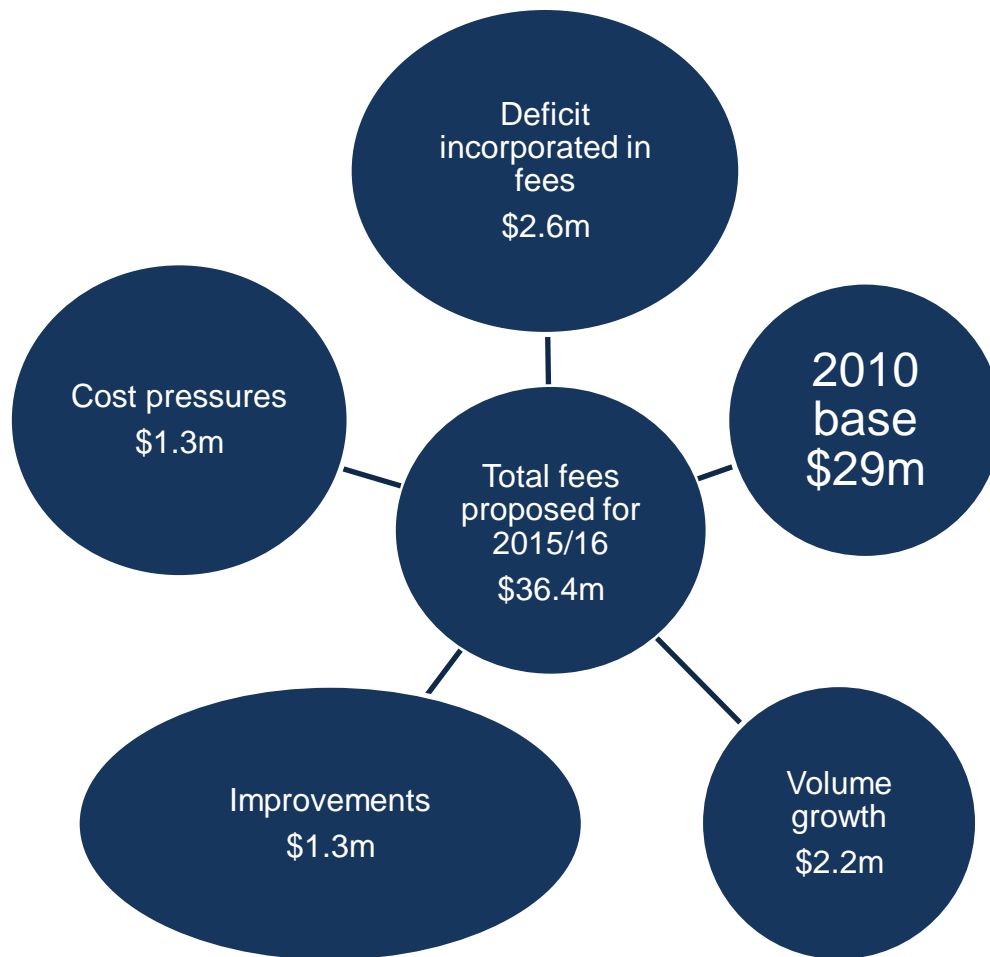 Deficit
incorporated in
fees
$2.6m
Cost pressures
$1.3m
2010
base
$29m
Total fees
proposed for
2015/16
$36.4m
Improvements
$1.3m
Volume
growth
$2.2m